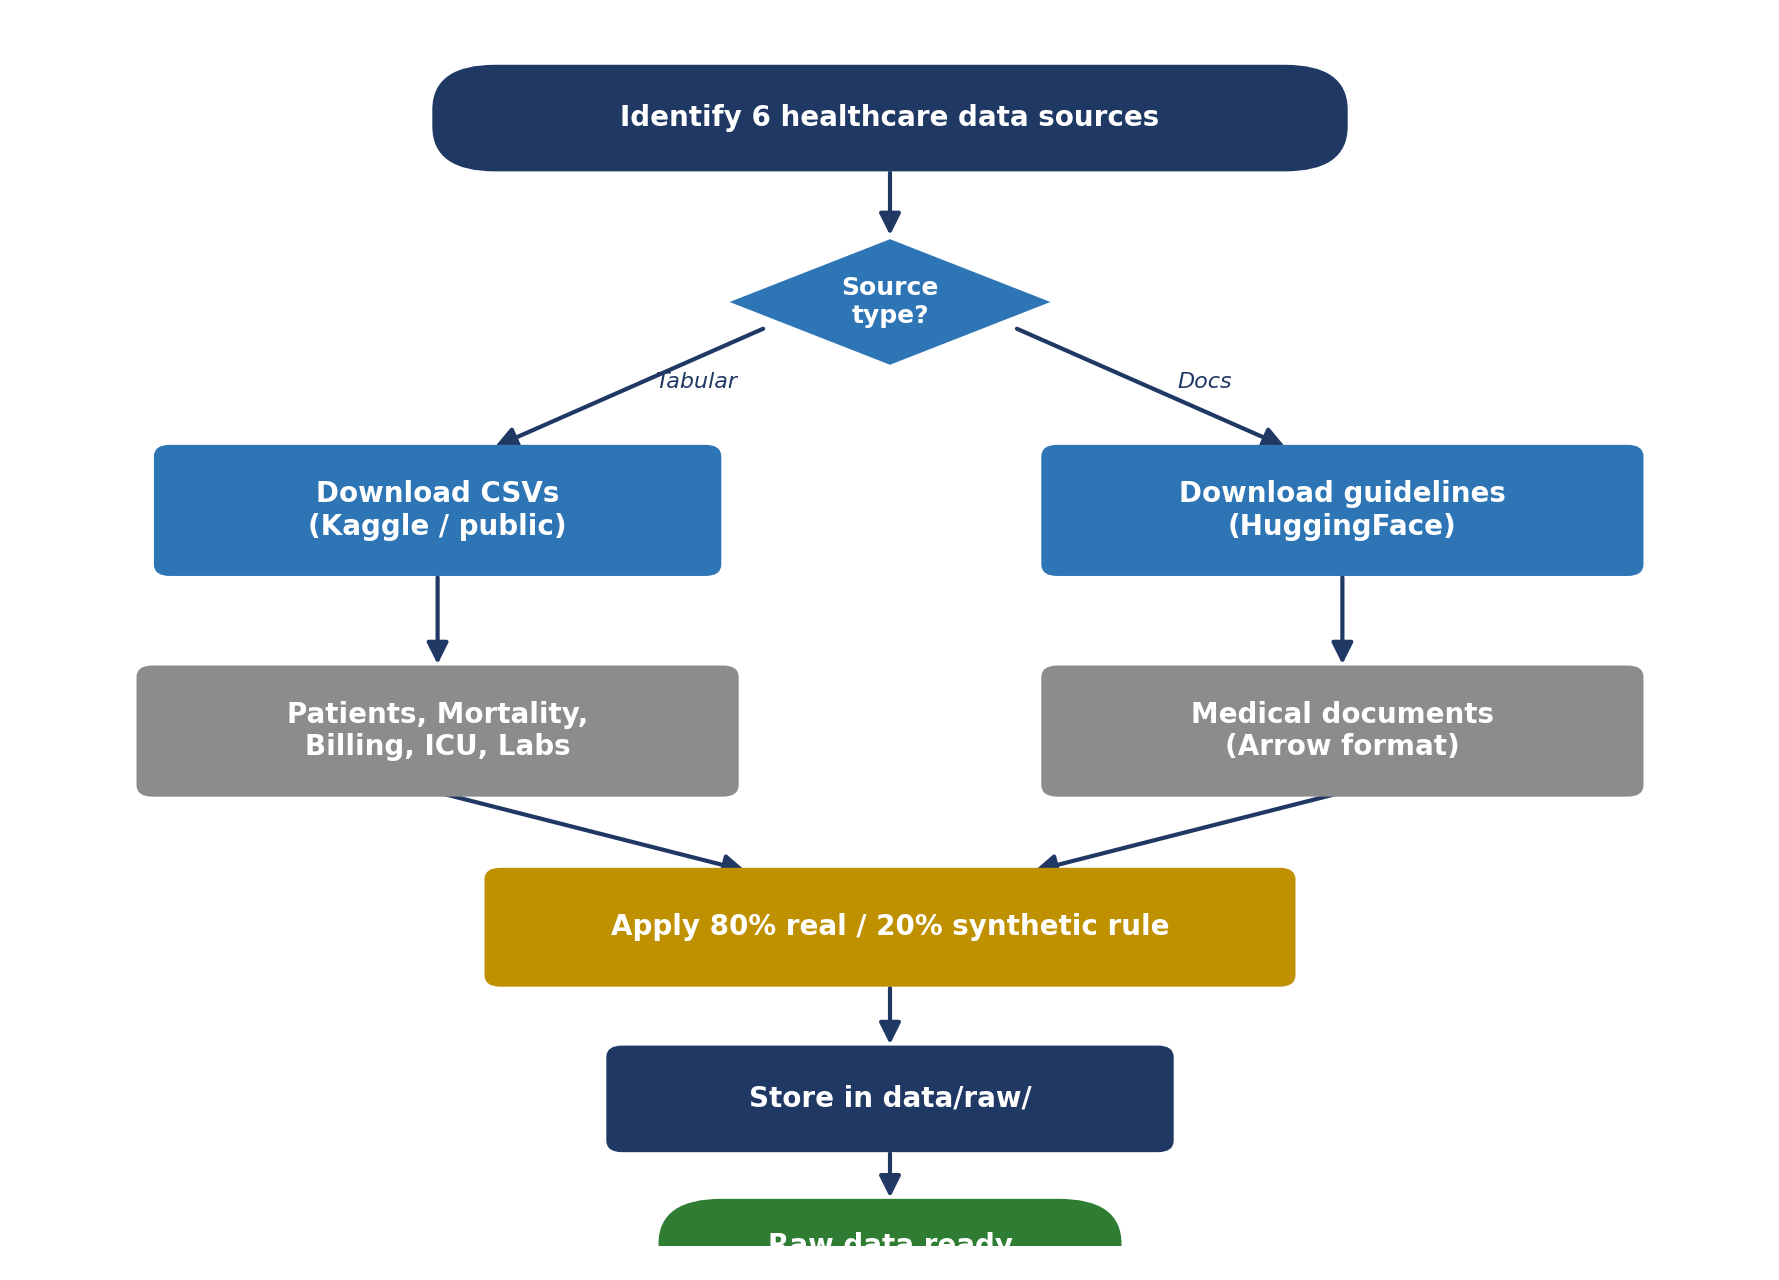 Identify 6 healthcare data sources
Source
type?
Tabular
Docs
Download CSVs
(Kaggle / public)
Download guidelines
(HuggingFace)
Patients, Mortality,
Billing, ICU, Labs
Medical documents
(Arrow format)
Apply 80% real / 20% synthetic rule
Store in data/raw/
Raw data ready